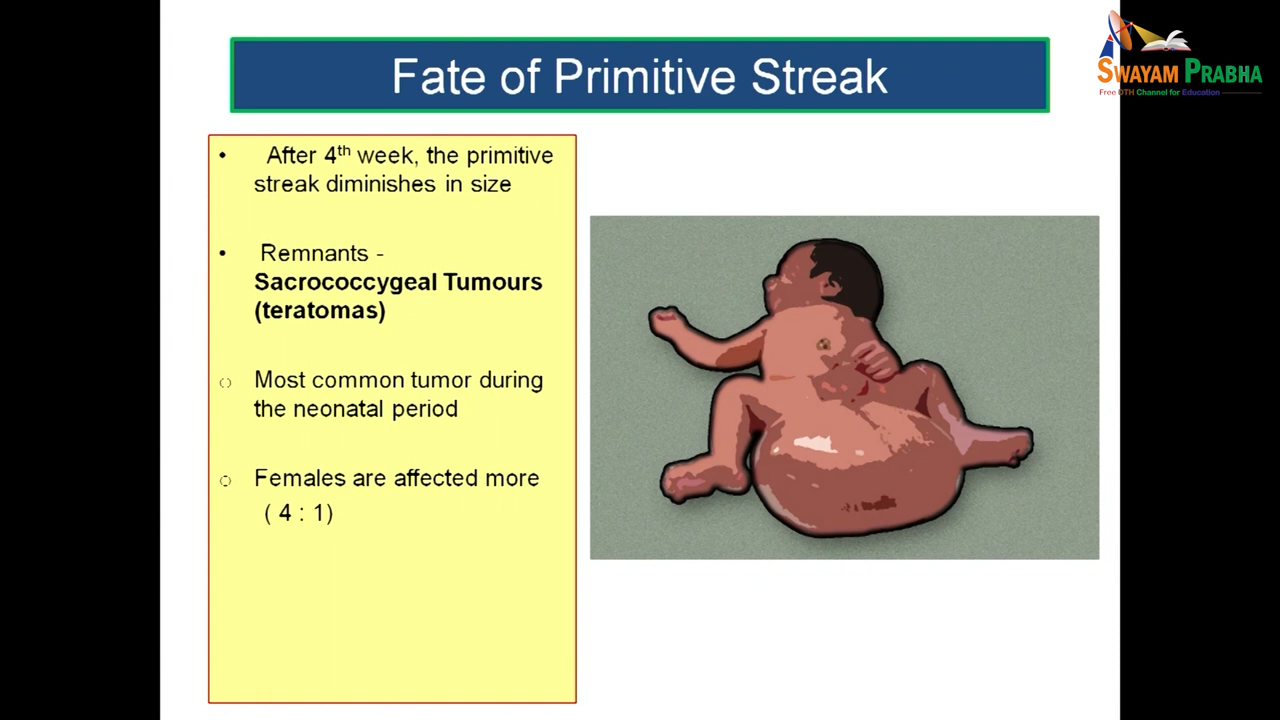 Fate of Primitive Streak
SWAYAM PRABHA
Free DTH Channel for Education
• After 4th week, the primitive
streak diminishes in size
• Remnants -
Sacrococcygeal Tumours
(teratomas)
Most common tumor during
the neonatal period
Females are affected more
( 4 : 1)